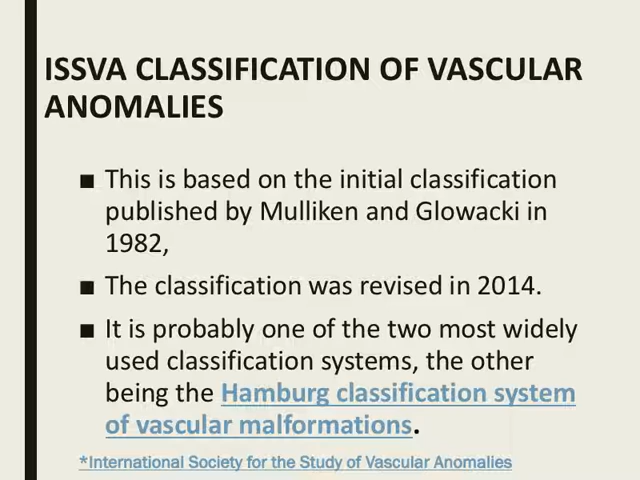 ISSVA CLASSIFICATION OF VASCULAR
ANOMALIES
■ This is based on the initial classification
published by Mulliken and Glowacki in
1982,
■ The classification was revised in 2014.
■ It is probably one of the two most widely
used classification systems, the other
being the Hamburg classification system
of vascular malformations.
*International Society for the Study of Vascular Anomalies